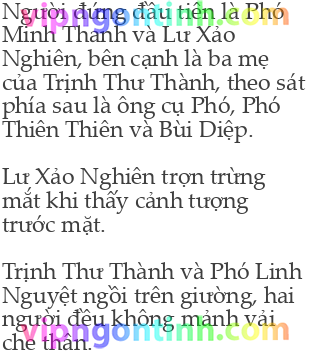 Người đứng đầu tiên là Phó
Minh Thành và Lư Xảo
Nghiên, bên cạnh là ba mẹ
của Trịnh Thư Thành, theo sát
phía sau là ông cụ Phó, Phó
Thiên Thiên và Bùi Diệp.

Lư Xảo Nghiên trợn trừng
mắt khi thấy cảnh tượng
trước mặt.

Trịnh Thư Thành và Phó Linh
Nguyệt ngồi trên giường, hai
người đều không mảnh vải
che thân.
vipngontinh.com
vipngontinh.com